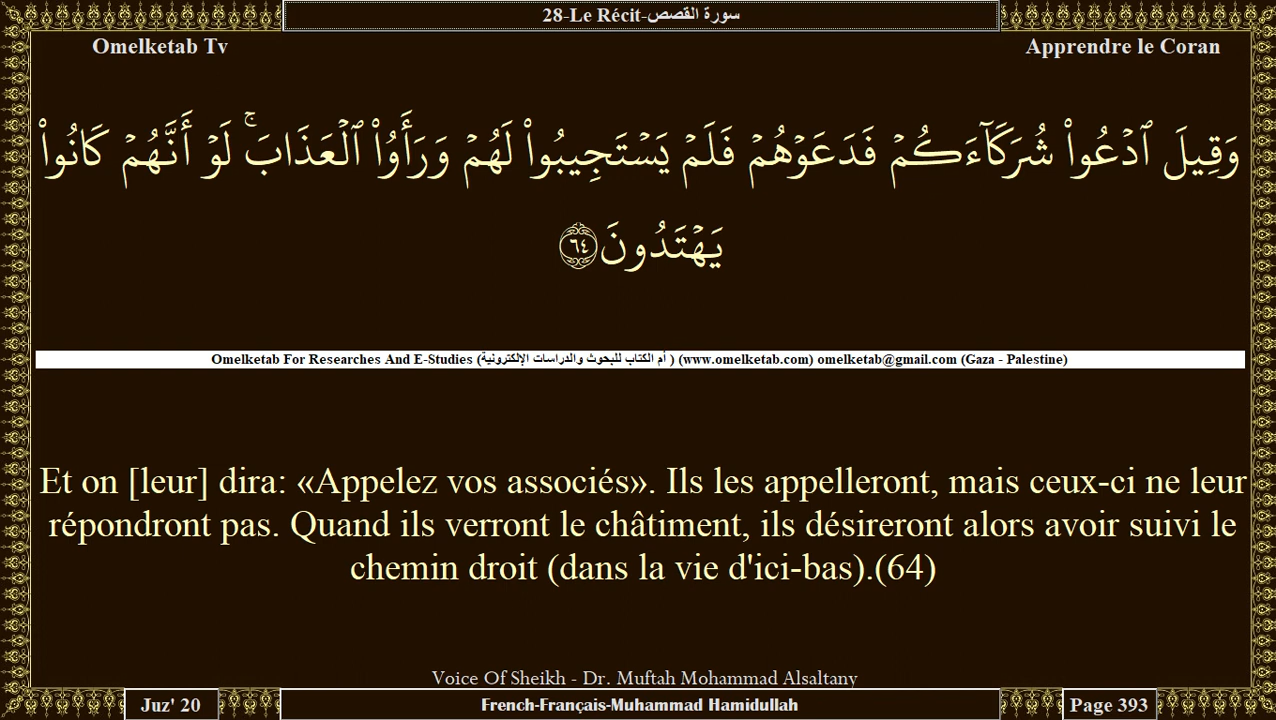 28-Le Récit-سورة القصص
Omelketab Tv
Apprendre le Coran
وَقِيلَ ٱدۡعُواْ شُرَكَآءَكُمۡ فَدَعَوۡهُمۡ فَلَمۡ يَسۡتَجِيبُواْ لَهُمۡ وَرَأَوُاْ ٱلۡعَذَابَۚ لَوۡ أَنَّهُمۡ كَانُواْ
يَهۡتَدُونَ ٦٤
Omelketab For Researches And E-Studies (أم الكتاب للبحوث والدراسات الإلكترونية ) (www.omelketab.com) omelketab@gmail.com (Gaza - Palestine)
Et on [leur] dira: «Appelez vos associés». Ils les appelleront, mais ceux-ci ne leur
répondront pas. Quand ils verront le châtiment, ils désireront alors avoir suivi le
chemin droit (dans la vie d'ici-bas).(64)
Voice Of Sheikh - Dr. Muftah Mohammad Alsaltany
Juz' 20
French-Français-Muhammad Hamidullah
Page 393